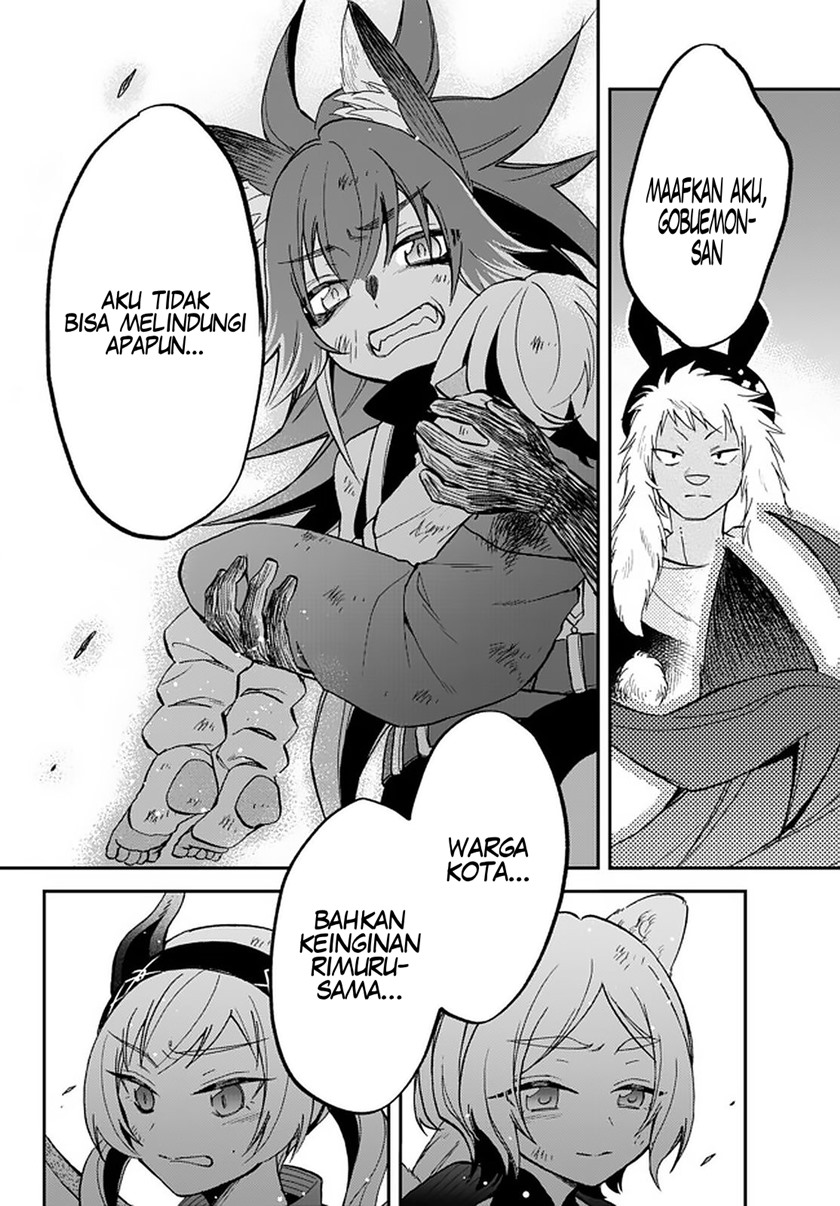 MAAFKAN AKU,
GOBUEMON-
SAN
AKU TIDAK
BISA MELINDUNGI
APAPUN...
WARGA
KOTA...
BAHKAN
KEINGINAN
RIMURU-
SAMA...